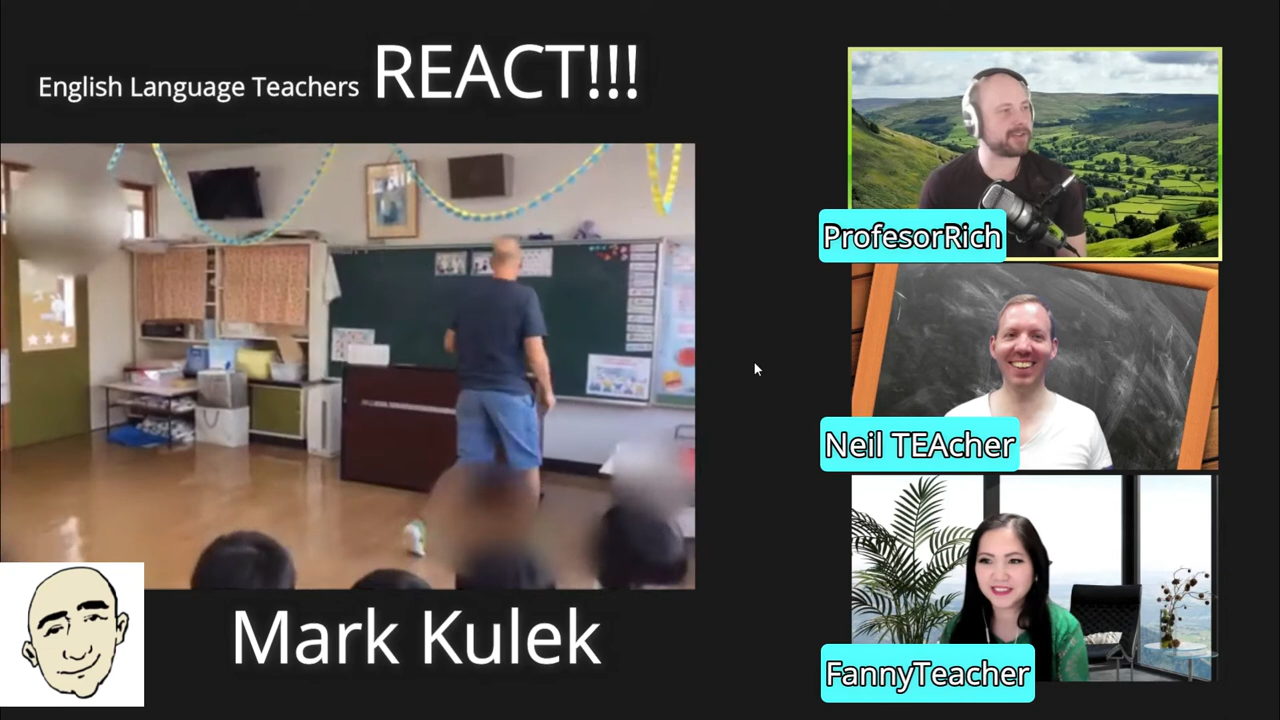 English Language Teachers REACT!!!
ProfesorRich
Neil TEAcher
FannyTeacher
Mark Kulek